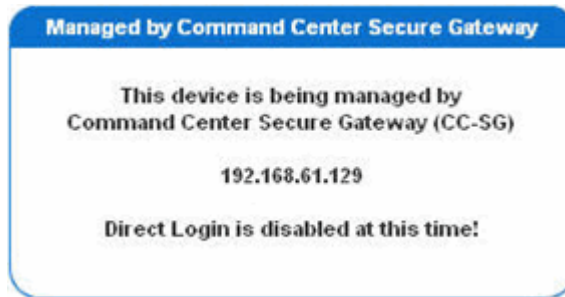 Managed by Command Center Secure Gateway
This device is being managed by
Command Center Secure Gateway (CC-SG)
192.168.61.129
Direct Login is disabled at this time!